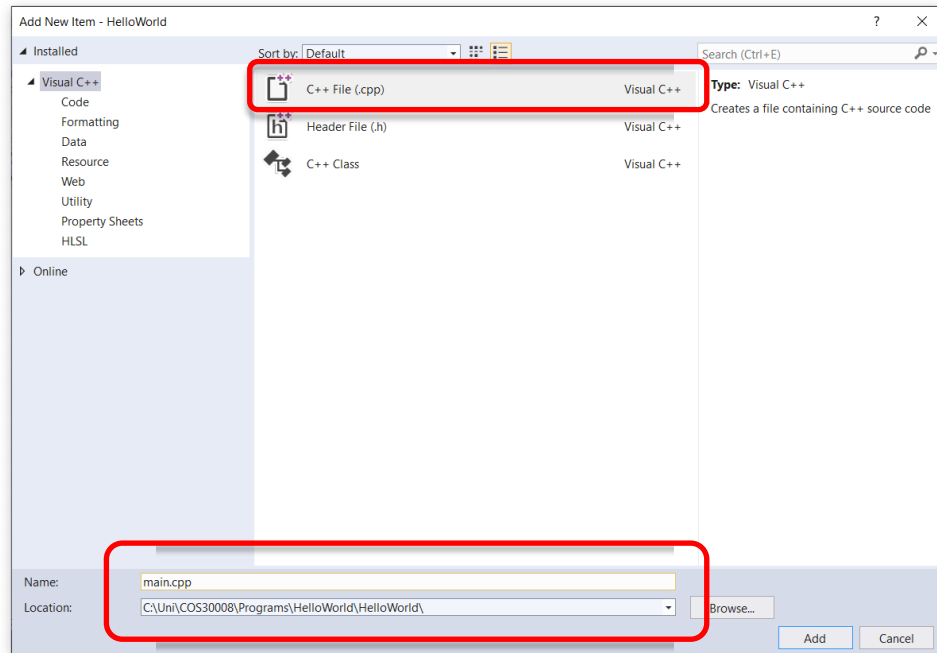 Add New Item - HelloWorld ? ×
Installed
Sort by: Default
Search (Ctrl+E)
Visual C++
Code
Formatting
Data
Resource
Web
Utility
Property Sheets
HLSL
Online
C++ File (.cpp) Visual C++
Header File (.h) Visual C++
C++ Class Visual C++
Type: Visual C++
Creates a file containing C++ source code
Name: main.cpp
Location: C:\Uni\COS30008\Programs\HelloWorld\HelloWorld\ Browse...
Add Cancel